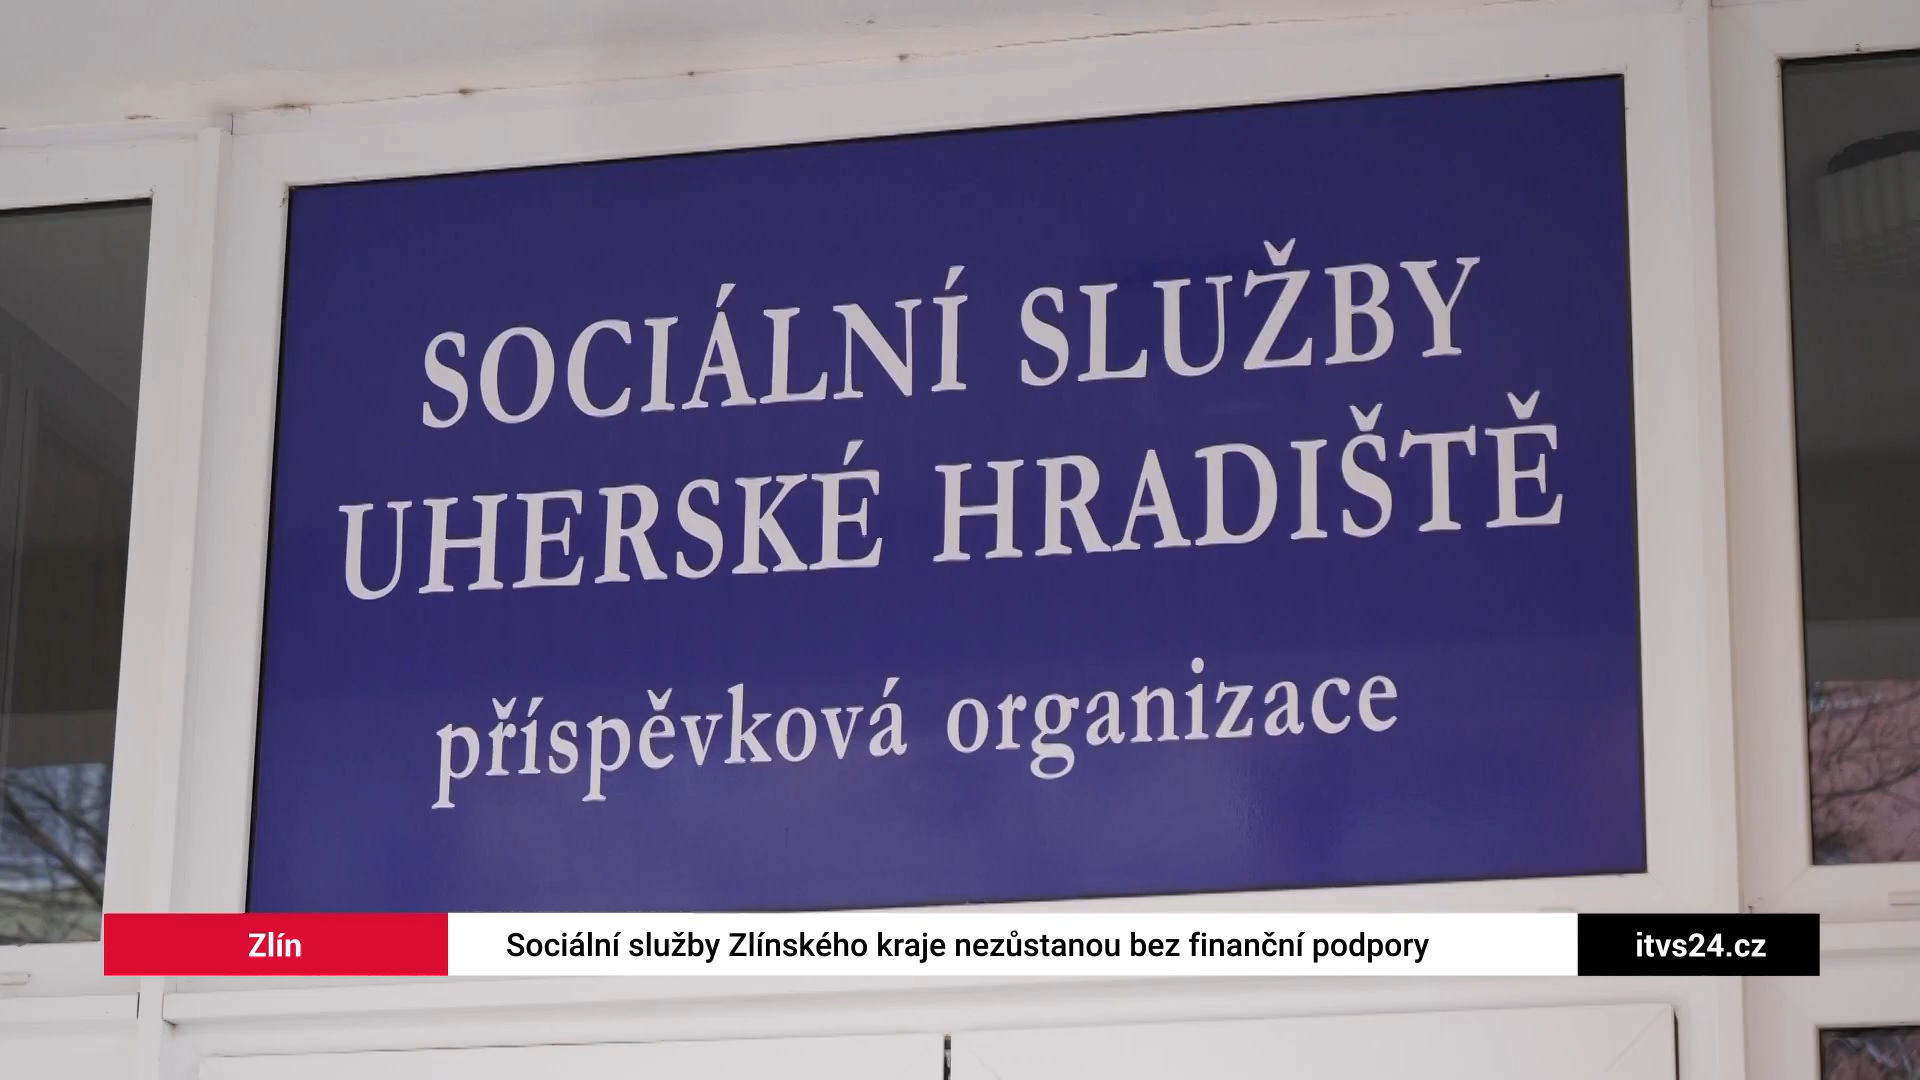 SOCIÁLNÍ SLUŽBY
UHERSKÉ HRADIŠTĚ
příspěvková organizace
Zlín
Sociální služby Zlínského kraje nezůstanou bez finanční podpory
itvs24.cz